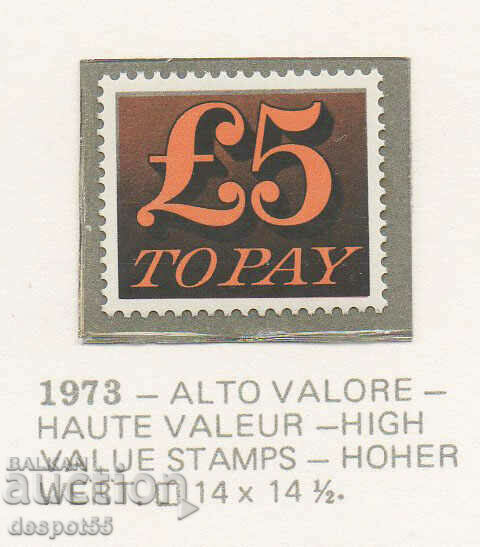 £5
TO PAY
1973 – ALTO VALORE –
HAUTE VALEUR –HIGH
VALUE STAMPS – HOHER
WERT. D 14 x 14 ½.
BALKAN
auction
despot55